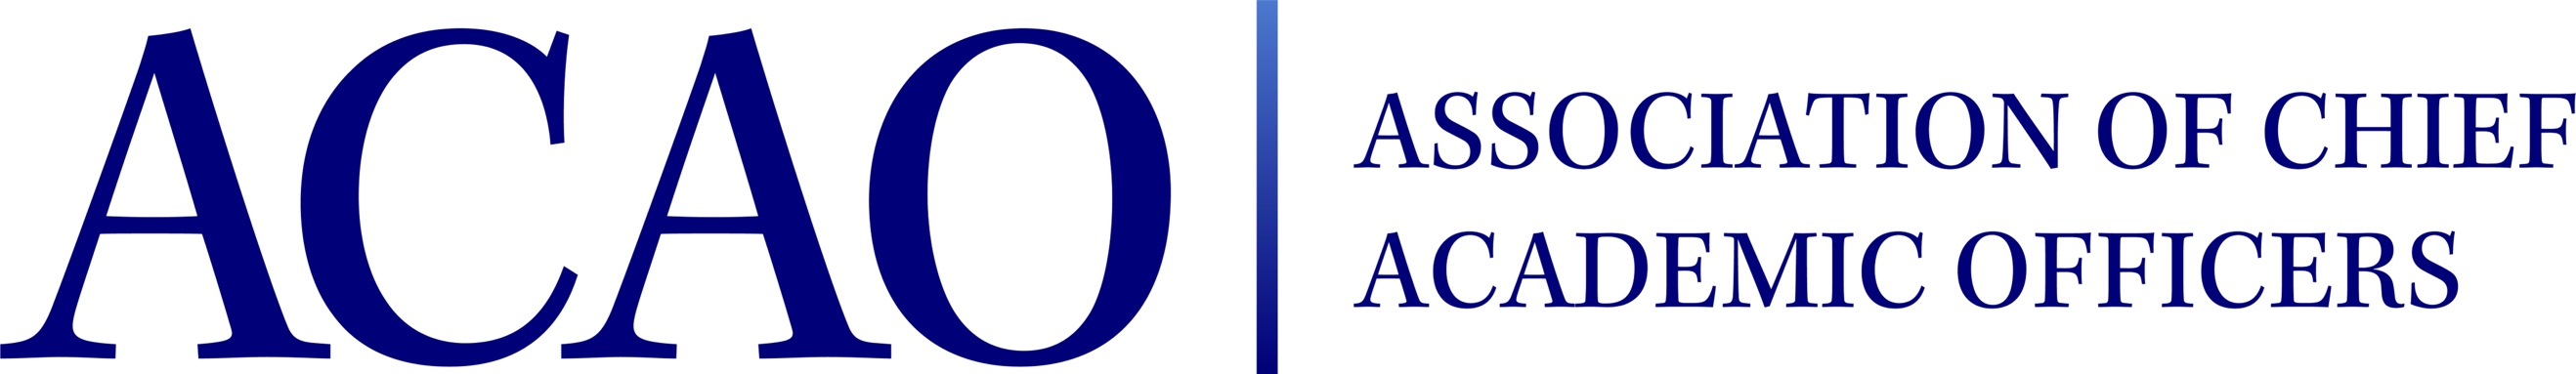 ACAO
ASSOCIATION OF CHIEF
ACADEMIC OFFICERS